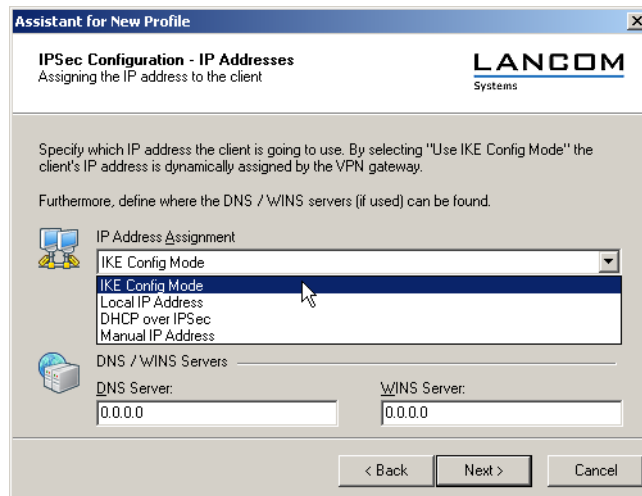 Assistant for New Profile
IPSec Configuration - IP Addresses
Assigning the IP address to the client
LANCOM
Systems
Specify which IP address the client is going to use. By selecting "Use IKE Config Mode" the
client's IP address is dynamically assigned by the VPN gateway.
Furthermore, define where the DNS / WINS servers (if used) can be found.
IP Address Assignment
IKE Config Mode
IKE Config Mode
Local IP Address
DHCP over IPSec
Manual IP Address
DNS / WINS Servers
DNS Server:
WINS Server:
0.0.0.0
0.0.0.0
< Back
Next >
Cancel